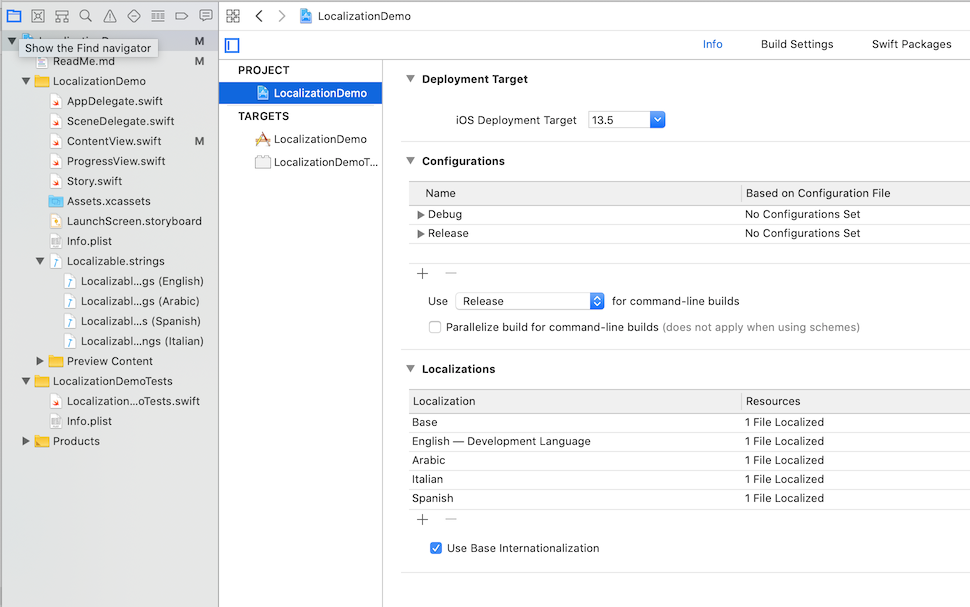 LocalizationDemo
M
Show the Find navigator
ReadMe.md M
LocalizationDemo
AppDelegate.swift
SceneDelegate.swift
ContentView.swift M
ProgressView.swift
Story.swift
Assets.xcassets
LaunchScreen.storyboard
Info.plist
Localizable.strings
Localizabl...gs (English)
Localizabl...gs (Arabic)
Localizabl...s (Spanish)
Localizabl...ngs (Italian)
Preview Content
LocalizationDemoTests
Localization...oTests.swift
Info.plist
Products
PROJECT
LocalizationDemo
TARGETS
LocalizationDemo
LocalizationDemoT...
Info Build Settings Swift Packages
Deployment Target
iOS Deployment Target 13.5
Configurations
Name Based on Configuration File
Debug No Configurations Set
Release No Configurations Set
Use Release for command-line builds
Parallelize build for command-line builds (does not apply when using schemes)
Localizations
Localization Resources
Base 1 File Localized
English — Development Language 1 File Localized
Arabic 1 File Localized
Italian 1 File Localized
Spanish 1 File Localized
Use Base Internationalization